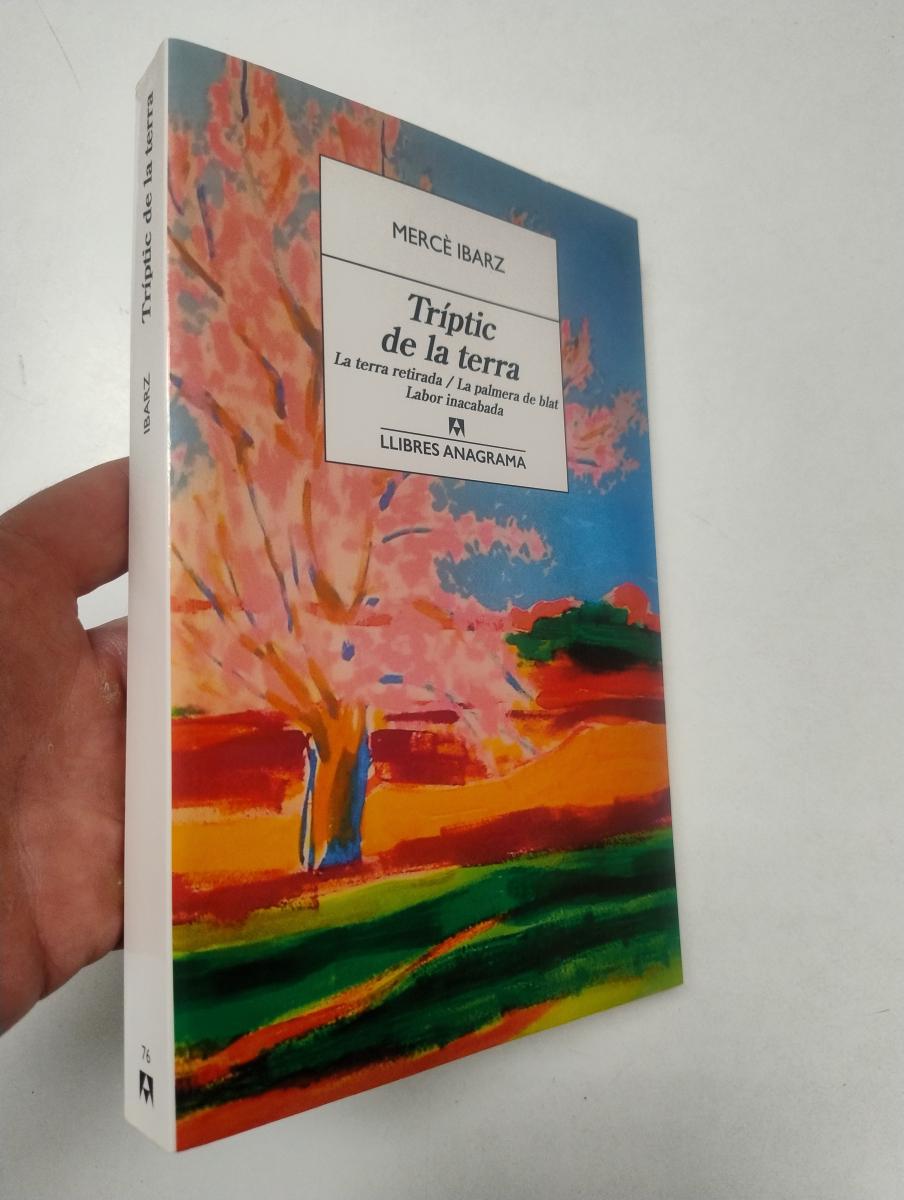 MERCÈ IBARZ
Tríptic
de la terra
La terra retirada / La palmera de blat
Labor inacabada
LLIBRES ANAGRAMA
IBARZ Tríptic de la terra
76